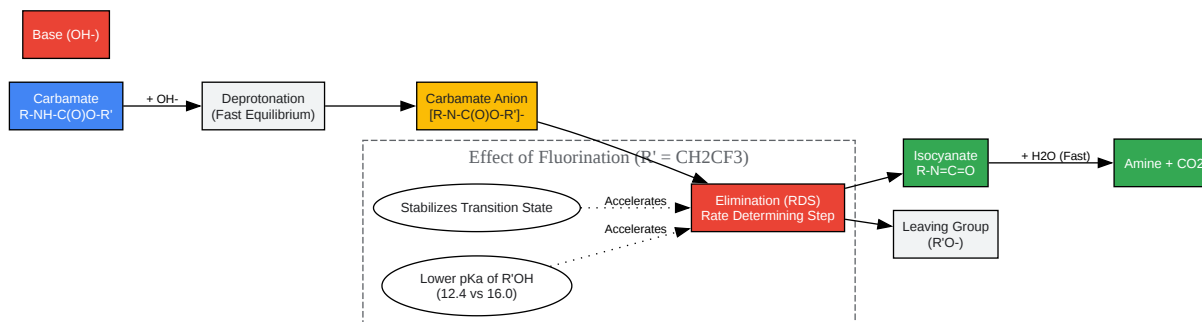 Base (OH-)
Carbamate
R-NH-C(O)O-R'
+ OH-
Deprotonation
(Fast Equilibrium)
Carbamate Anion
[R-N-C(O)O-R']-
Effect of Fluorination (R' = CH2CF3)
Stabilizes Transition State
Accelerates
Accelerates
Lower pKa of R'OH
(12.4 vs 16.0)
Elimination (RDS)
Rate Determining Step
Isocyanate
R-N=C=O
+ H2O (Fast)
Amine + CO2
Leaving Group
(R'O-)